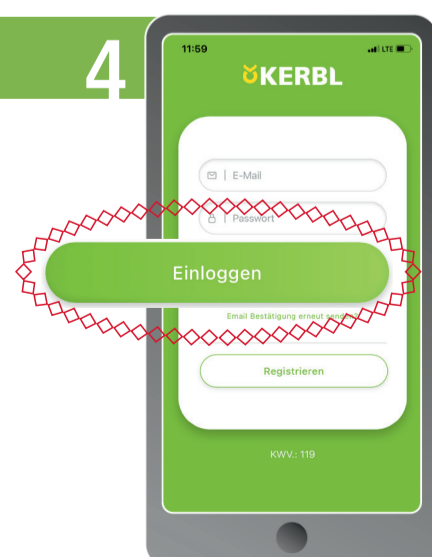 4
11:59
LTE
KERBL
E-Mail
Passwort
Einloggen
Email Bestätigung erneut senden?
Registrieren
KWV.: 119